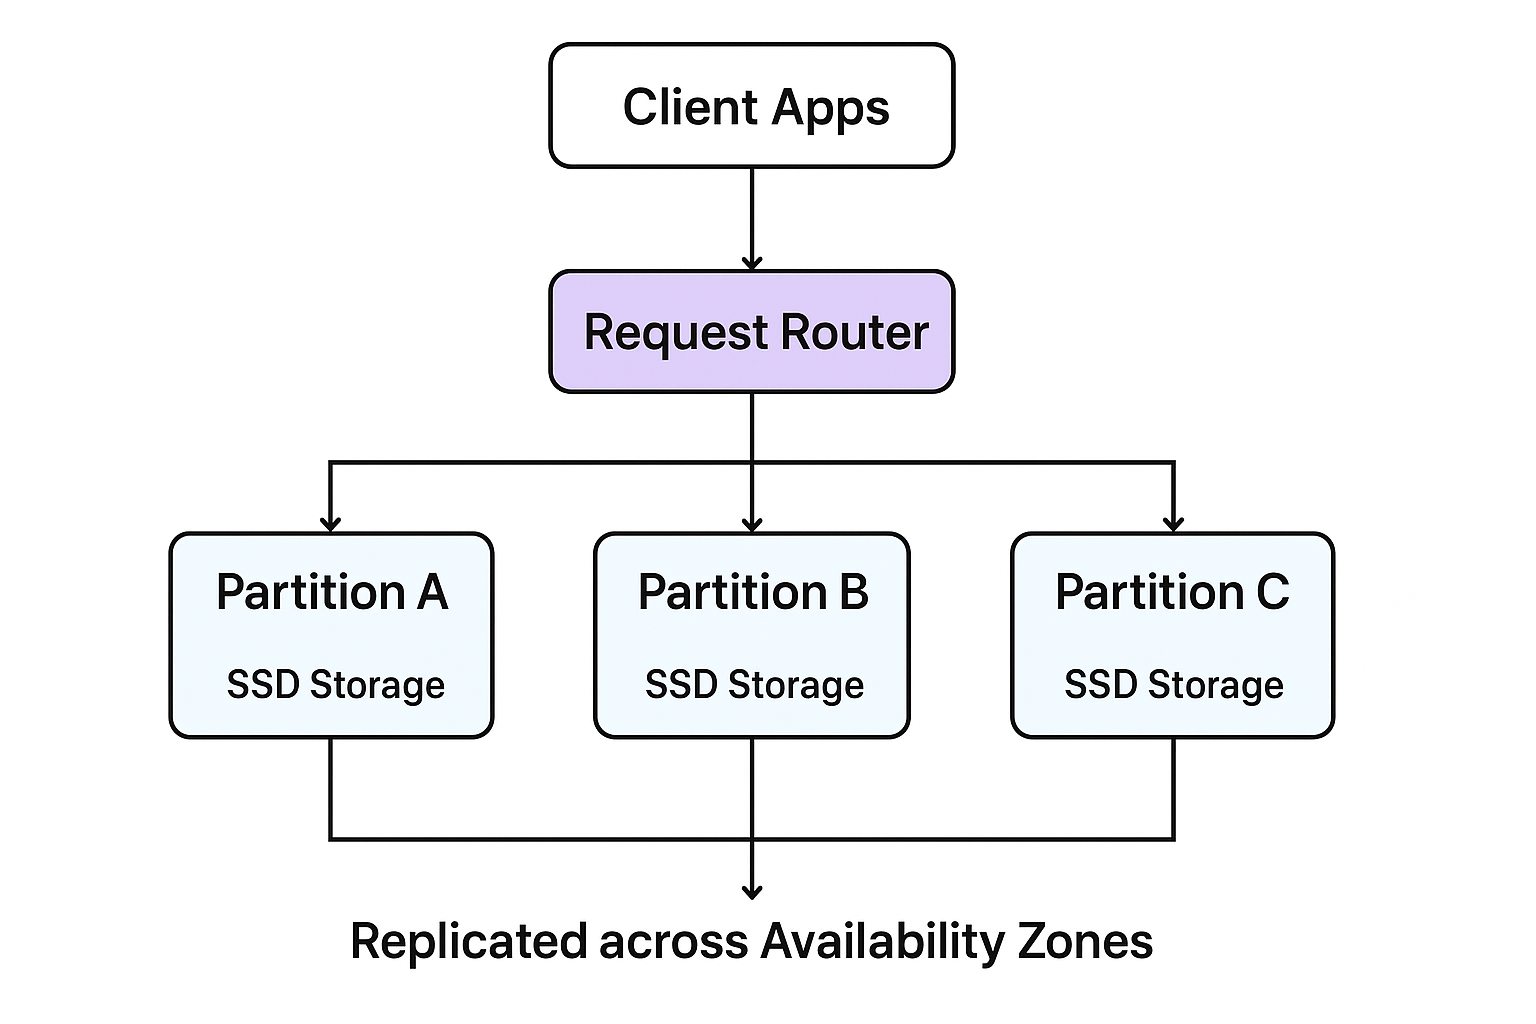 Client Apps
Request Router
Partition A
SSD Storage
Partition B
SSD Storage
Partition C
SSD Storage
Replicated across Availability Zones